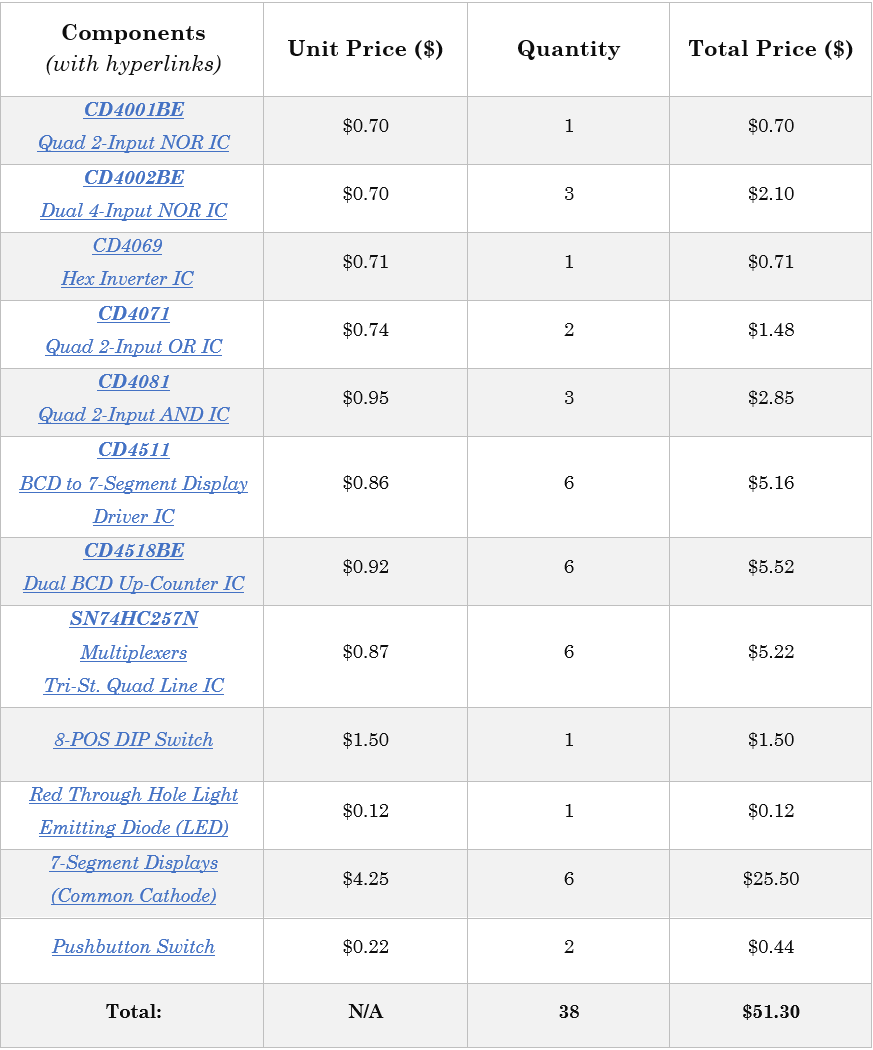 Components
(with hyperlinks)
Unit Price ($)
Quantity
Total Price ($)
CD4001BE
Quad 2-Input NOR IC
$0.70
1
$0.70
CD4002BE
Dual 4-Input NOR IC
$0.70
3
$2.10
CD4069
Hex Inverter IC
$0.71
1
$0.71
CD4071
Quad 2-Input OR IC
$0.74
2
$1.48
CD4081
Quad 2-Input AND IC
$0.95
3
$2.85
CD4511
BCD to 7-Segment Display
Driver IC
$0.86
6
$5.16
CD4518BE
Dual BCD Up-Counter IC
$0.92
6
$5.52
SN74HC257N
Multiplexers
Tri-St. Quad Line IC
$0.87
6
$5.22
8-POS DIP Switch
$1.50
1
$1.50
Red Through Hole Light
Emitting Diode (LED)
$0.12
1
$0.12
7-Segment Displays
(Common Cathode)
$4.25
6
$25.50
Pushbutton Switch
$0.22
2
$0.44
Total:
N/A
38
$51.30